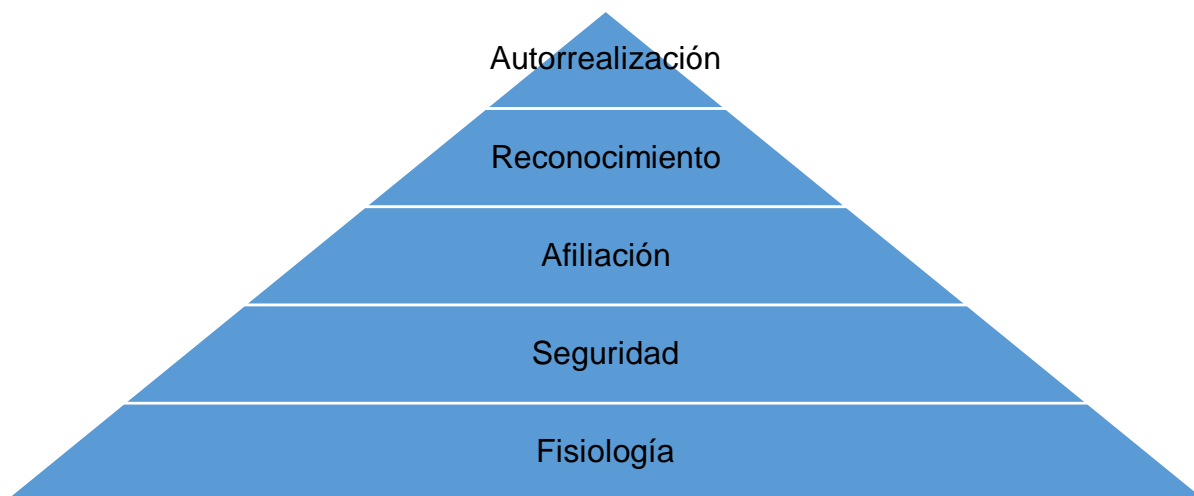 Autorrealización
Reconocimiento
Afiliación
Seguridad
Fisiología